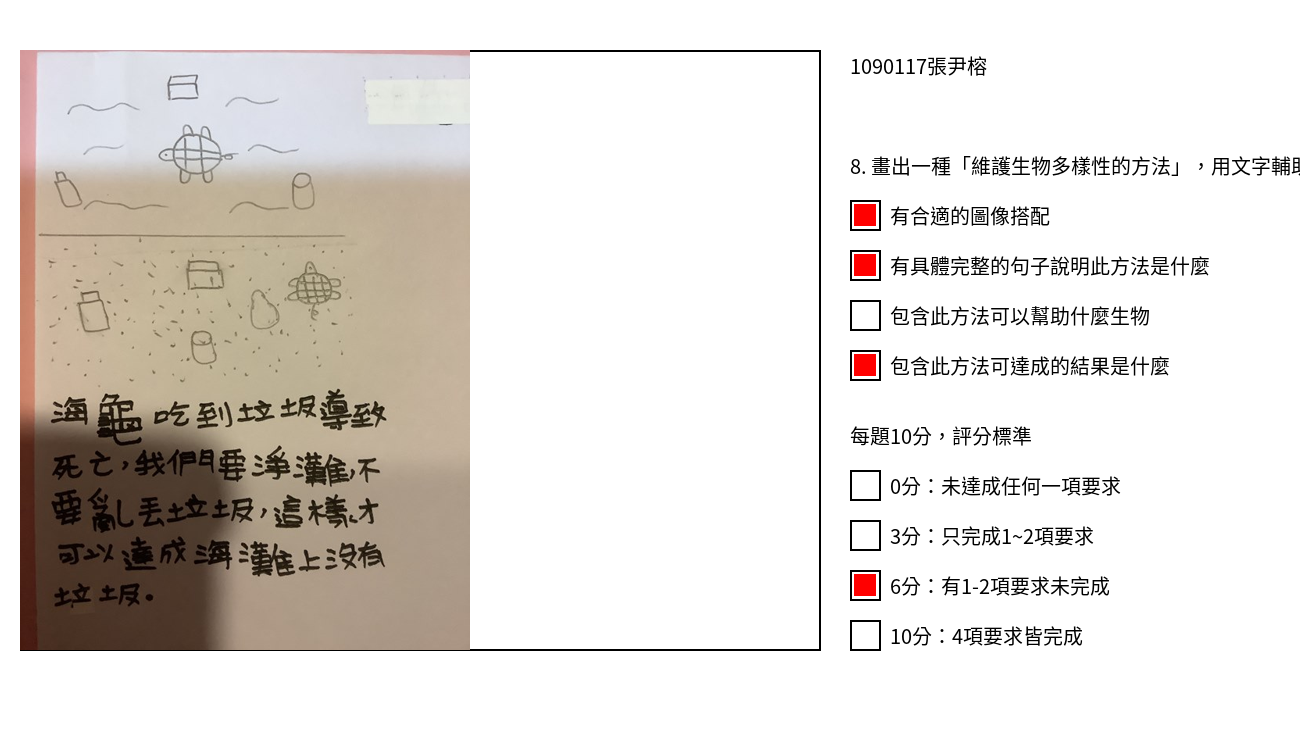 海龜吃到垃圾導致
死亡，我們要淨灘，不
要亂丟垃圾，這樣才
可以達成海灘上沒有
垃圾。
1090117張尹榕
8. 畫出一種「維護生物多樣性的方法」，用文字輔助
有合適的圖像搭配
有具體完整的句子說明此方法是什麼
包含此方法可以幫助什麼生物
包含此方法可達成的結果是什麼
每題10分，評分標準
0分：未達成任何一項要求
3分：只完成1~2項要求
6分：有1-2項要求未完成
10分：4項要求皆完成